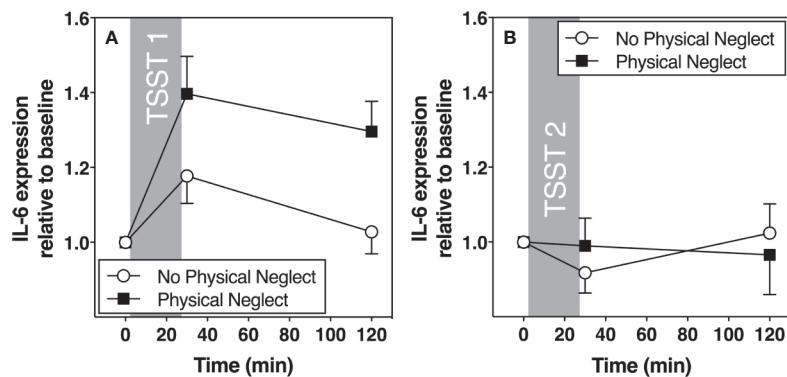 A
TSST 1
IL-6 expression
relative to baseline
1.6
1.4
1.2
1.0
No Physical Neglect
Physical Neglect
0 20 40 60 80 100 120
Time (min)
B
TSST 2
IL-6 expression
relative to baseline
1.6
1.4
1.2
1.0
No Physical Neglect
Physical Neglect
0 20 40 60 80 100 120
Time (min)